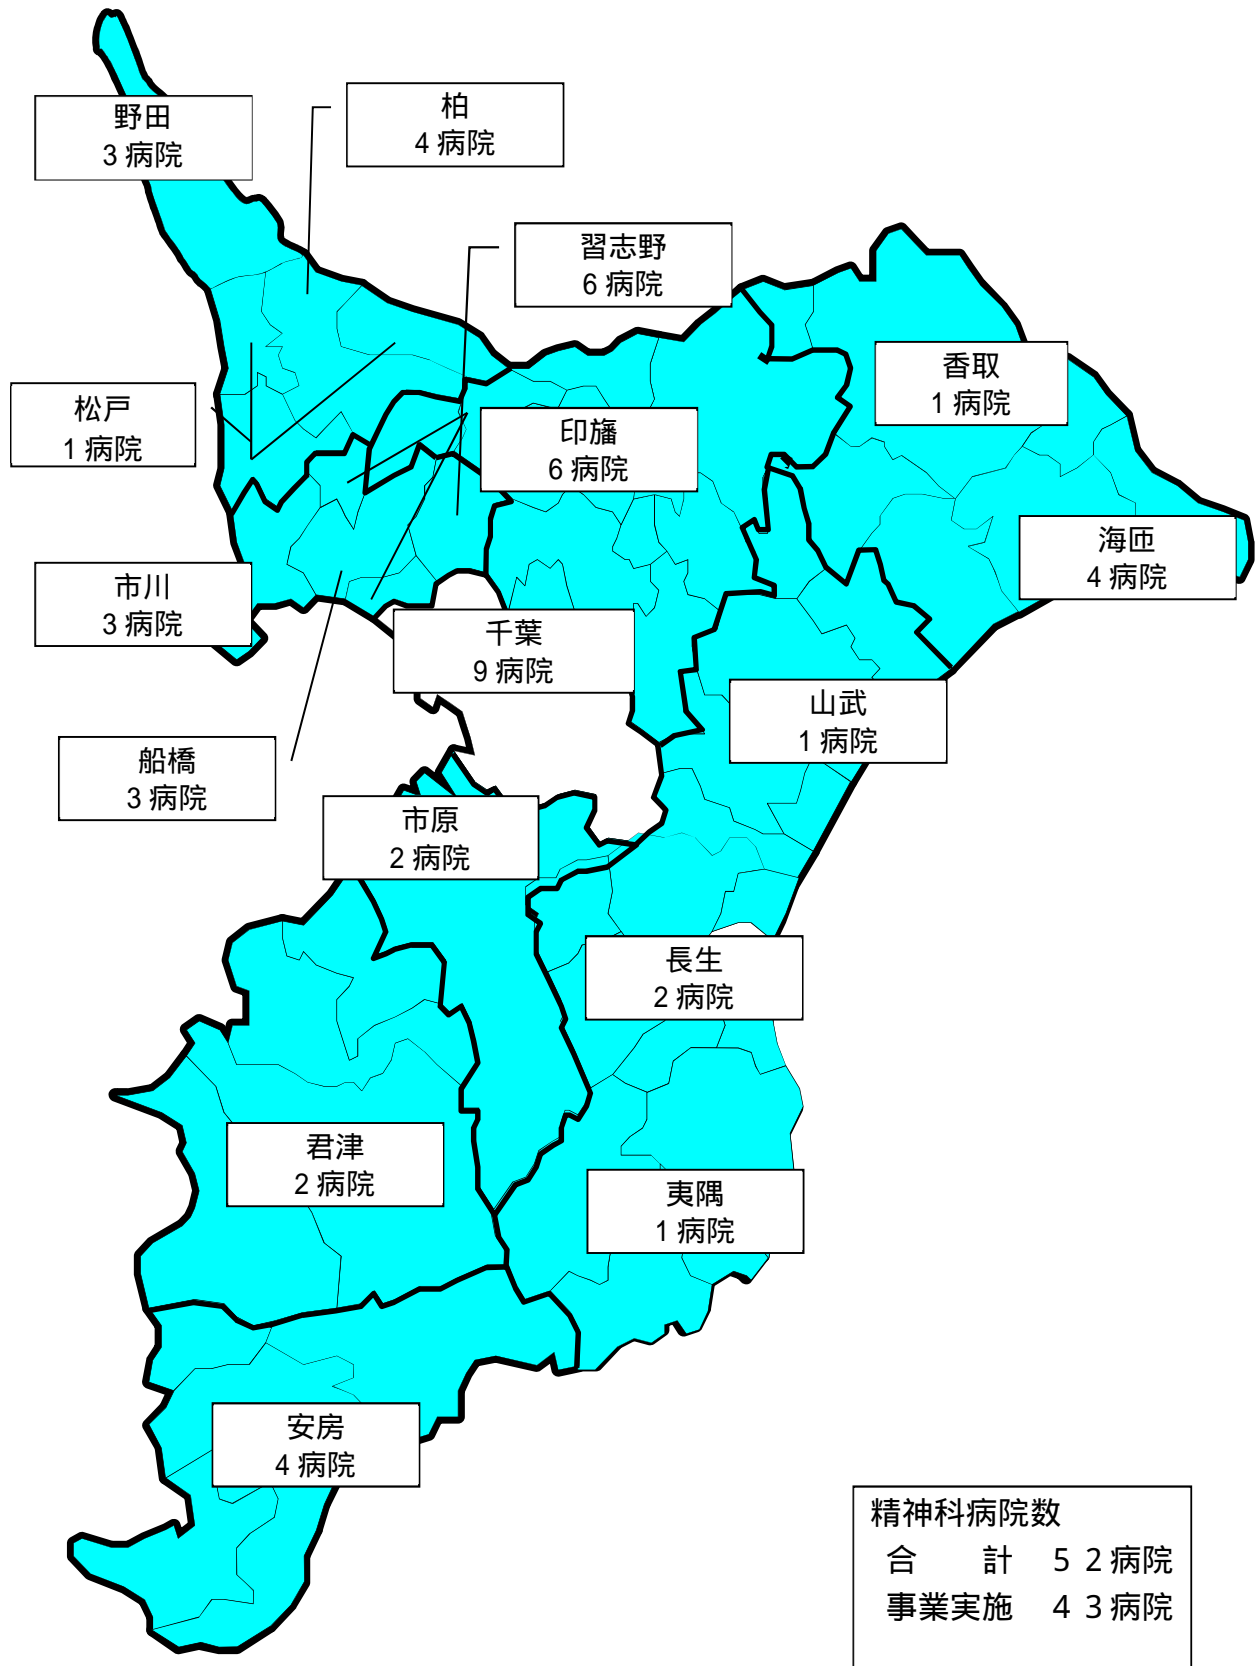 野田
3 病院
柏
4 病院
習志野
6 病院
香取
1 病院
松戸
1 病院
印旛
6 病院
海匝
4 病院
市川
3 病院
千葉
9 病院
山武
1 病院
船橋
3 病院
市原
2 病院
長生
2 病院
君津
2 病院
夷隅
1 病院
安房
4 病院
精神科病院数
合　　計　５２病院
事業実施　４３病院